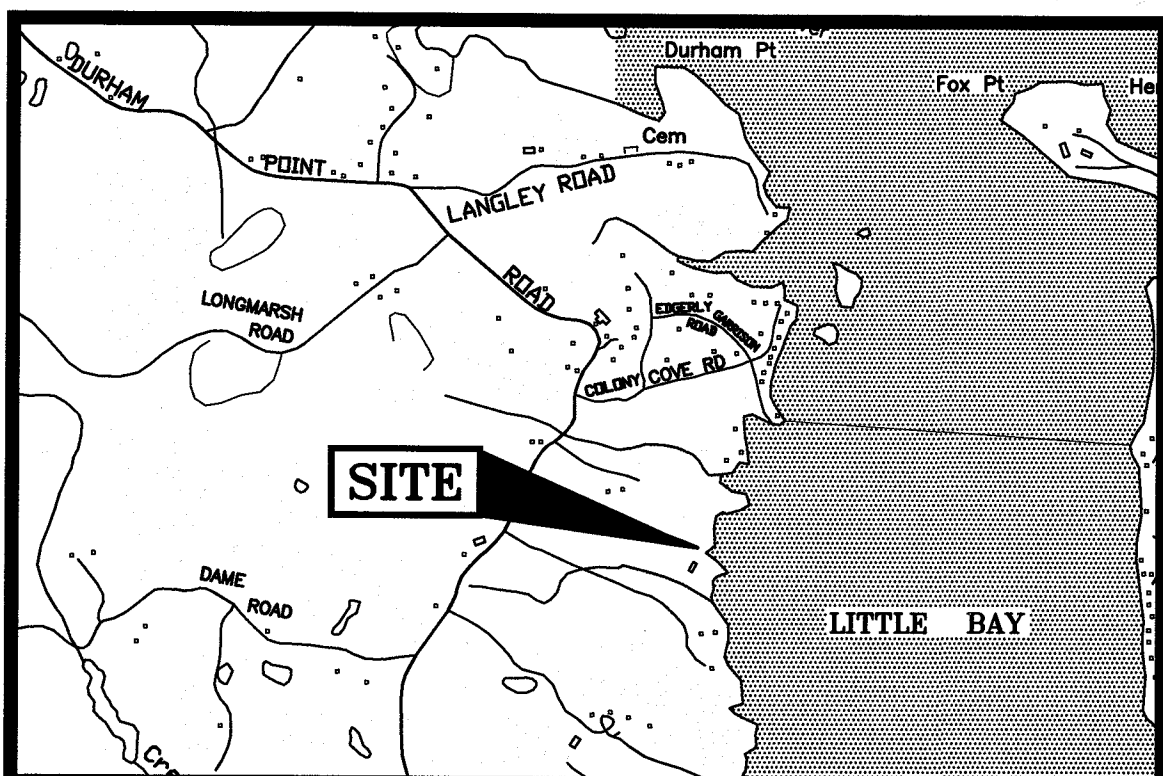 Durham Pt
Fox Pt
DURHAM
POINT
Cem
LANGLEY ROAD
ROAD
LONGMARSH
ROAD
EDGERLY GARRISON
ROAD
COLONY COVE RD
SITE
DAME
ROAD
LITTLE BAY